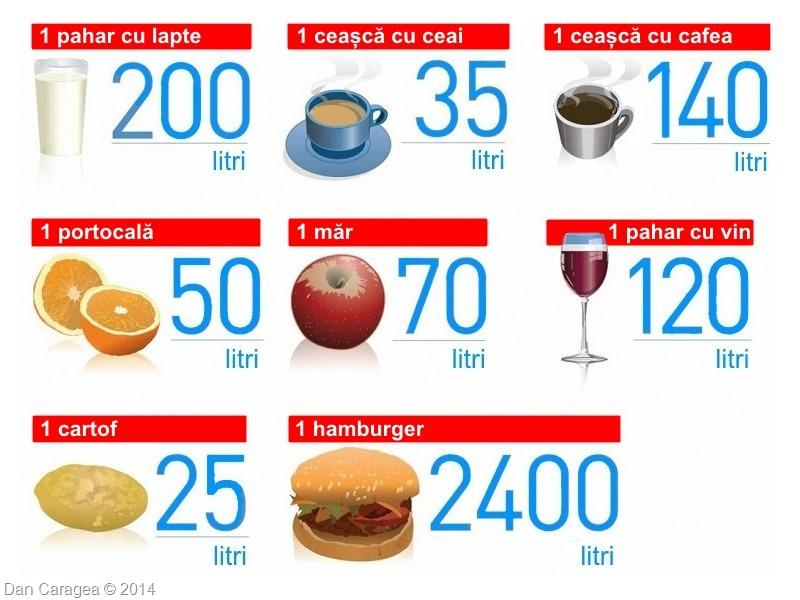 1 pahar cu lapte
200
litri
1 ceașcă cu ceai
35
litri
1 ceașcă cu cafea
140
litri
1 portocală
50
litri
1 măr
70
litri
1 pahar cu vin
120
litri
1 cartof
25
litri
1 hamburger
2400
litri
Dan Caragea © 2014